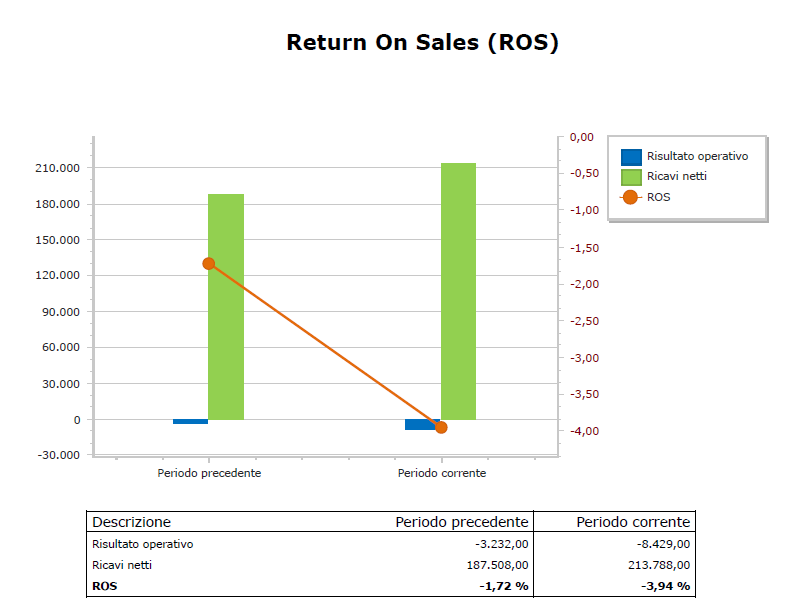 Return On Sales (ROS)
210.000
180.000
150.000
120.000
90.000
60.000
30.000
0
-30.000
0,00
-0,50
-1,00
-1,50
-2,00
-2,50
-3,00
-3,50
-4,00
Risultato operativo
Ricavi netti
ROS
Periodo precedente Periodo corrente
Descrizione Periodo precedente Periodo corrente
Risultato operativo -3.232,00 -8.429,00
Ricavi netti 187.508,00 213.788,00
ROS -1,72 % -3,94 %